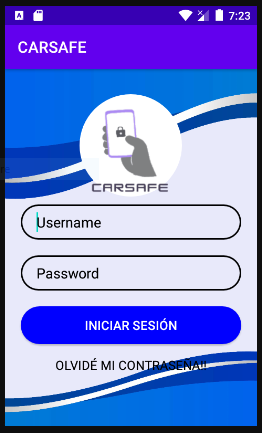 7:23
CARSAFE
CARSAFE
Username
Password
INICIAR SESIÓN
OLVIDÉ MI CONTRASEÑA!!